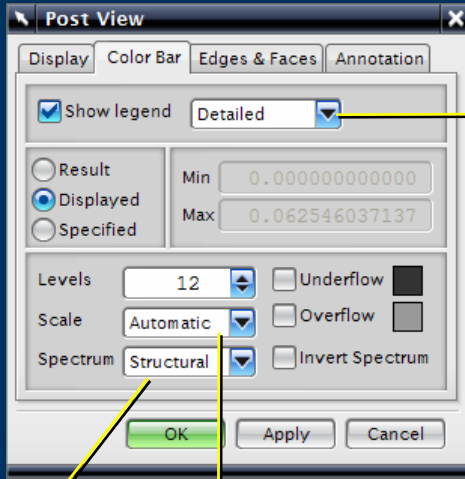 Post View
Display Color Bar Edges & Faces Annotation
Show legend Detailed
Result
Displayed
Specified
Min 0.000000000000
Max 0.062546037137
Levels 12 Underflow
Scale Automatic Overflow
Spectrum Structural Invert Spectrum
OK Apply Cancel